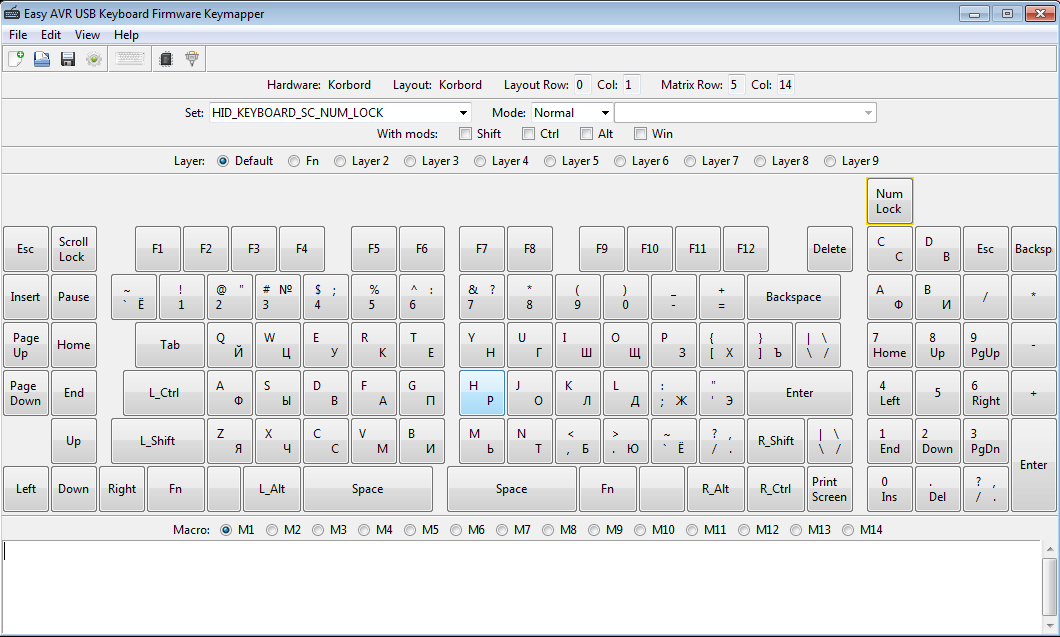 Easy AVR USB Keyboard Firmware Keymapper
File Edit View Help
Hardware: Korbord Layout: Korbord Layout Row: 0 Col: 1 Matrix Row: 5 Col: 14
Set: HID_KEYBOARD_SC_NUM_LOCK Mode: Normal
With mods: Shift Ctrl Alt Win
Layer: Default Fn Layer 2 Layer 3 Layer 4 Layer 5 Layer 6 Layer 7 Layer 8 Layer 9
Num
Lock
Esc Scroll Lock F1 F2 F3 F4 F5 F6 F7 F8 F9 F10 F11 F12 Delete C C D B Esc Backsp
Insert Pause ~ ` Ё ! 1 @ " 2 # № 3 $ ; 4 % 5 ^ : 6 & ? 7 * 8 ( 9 ) 0 _ - + = Backspace A Ф B И / *
Page Up Home Tab Q Й W Ц E У R К T Е Y Н U Г I Ш O Щ P З { [ Х } ] Ъ | \ \ / 7 Home 8 Up 9 PgUp -
Page Down End L_Ctrl A Ф S Ы D В F А G П H Р J О K Л L Д : ; Ж " ' Э Enter 4 Left 5 6 Right +
Up L_Shift Z Я X Ч C С V М B И M Ь N Т < , Б > . Ю ~ ` Ё ? , / . R_Shift | \ \ / 1 End 2 Down 3 PgDn Enter
Left Down Right Fn L_Alt Space Space Fn R_Alt R_Ctrl Print Screen 0 Ins . Del ? , / .
Macro: M1 M2 M3 M4 M5 M6 M7 M8 M9 M10 M11 M12 M13 M14